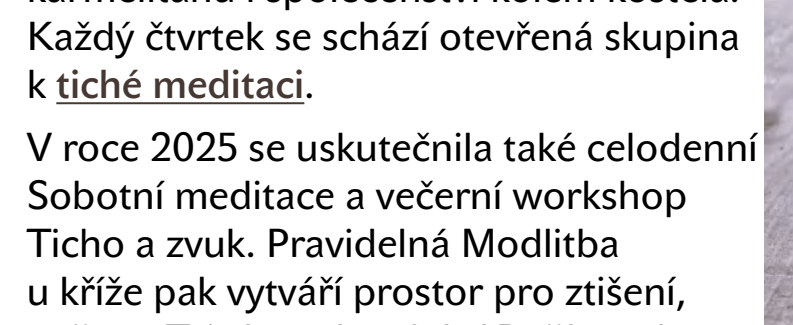 Každý čtvrtek se schází otevřená skupina
k tiché meditaci.
V roce 2025 se uskutečnila také celodenní
Sobotní meditace a večerní workshop
Ticho a zvuk. Pravidelná Modlitba
u kříže pak vytváří prostor pro ztišení,